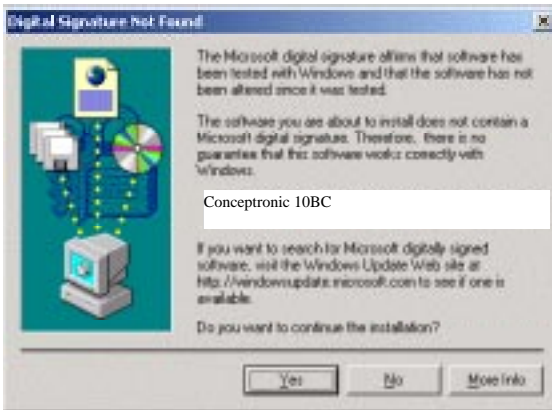 Digital Signature Not Found
The Microsoft digital signature affirms that software has
been tested with Windows and that the software has not
been altered since it was tested.
The software you are about to install does not contain a
Microsoft digital signature. Therefore, there is no
guarantee that this software works correctly with
Windows.
Conceptronic 10BC
If you want to search for Microsoft digitally signed
software, visit the Windows Update Web site at
http://windowsupdate.microsoft.com to see if one is
available.
Do you want to continue the installation?
Yes
No
More Info